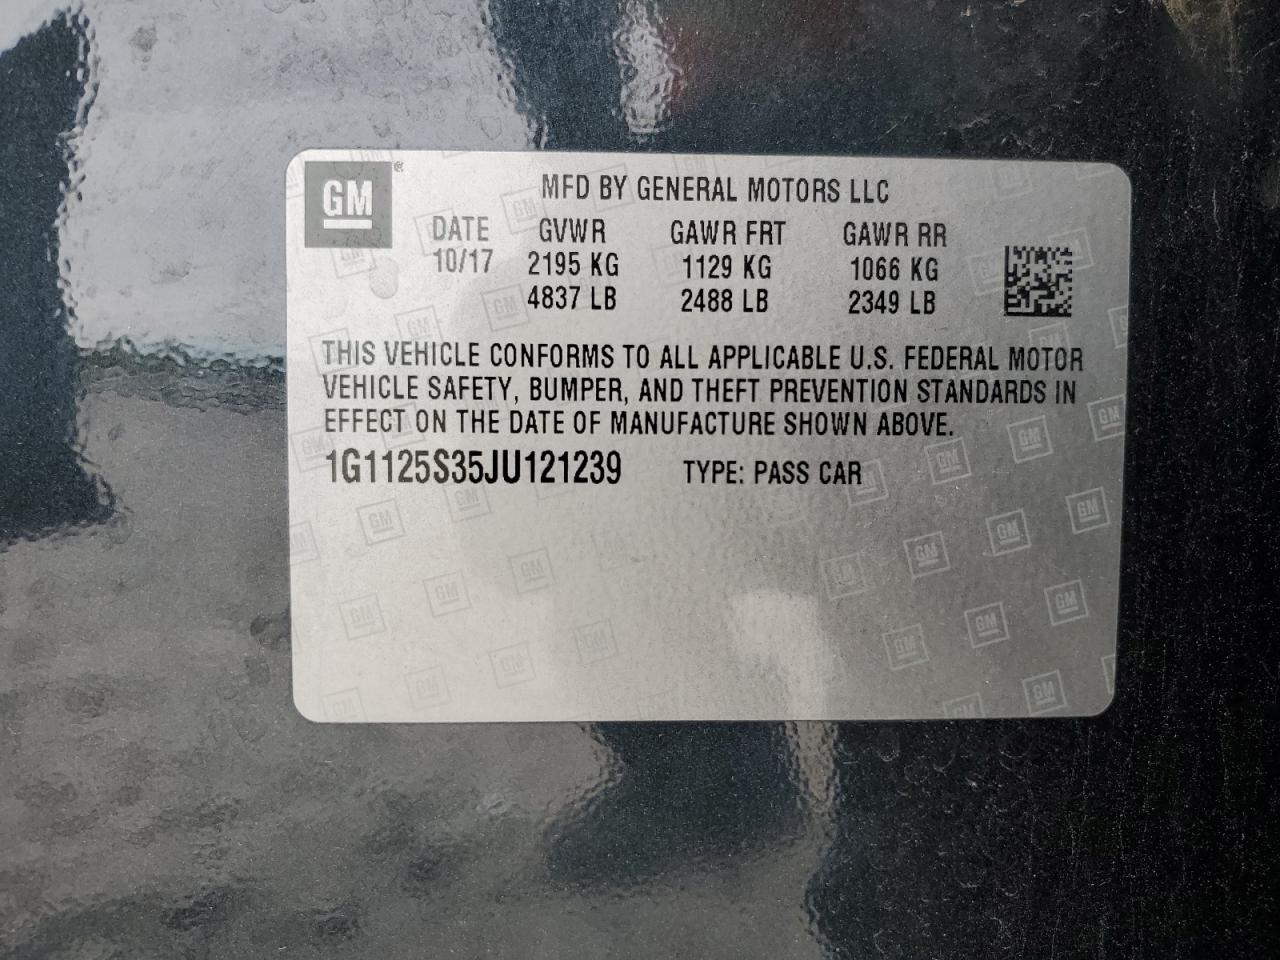 GM
MFD BY GENERAL MOTORS LLC
DATE GVWR GAWR FRT GAWR RR
10/17 2195 KG 1129 KG 1066 KG
4837 LB 2488 LB 2349 LB
THIS VEHICLE CONFORMS TO ALL APPLICABLE U.S. FEDERAL MOTOR
VEHICLE SAFETY, BUMPER, AND THEFT PREVENTION STANDARDS IN
EFFECT ON THE DATE OF MANUFACTURE SHOWN ABOVE.
1G1125S35JU121239 TYPE: PASS CAR